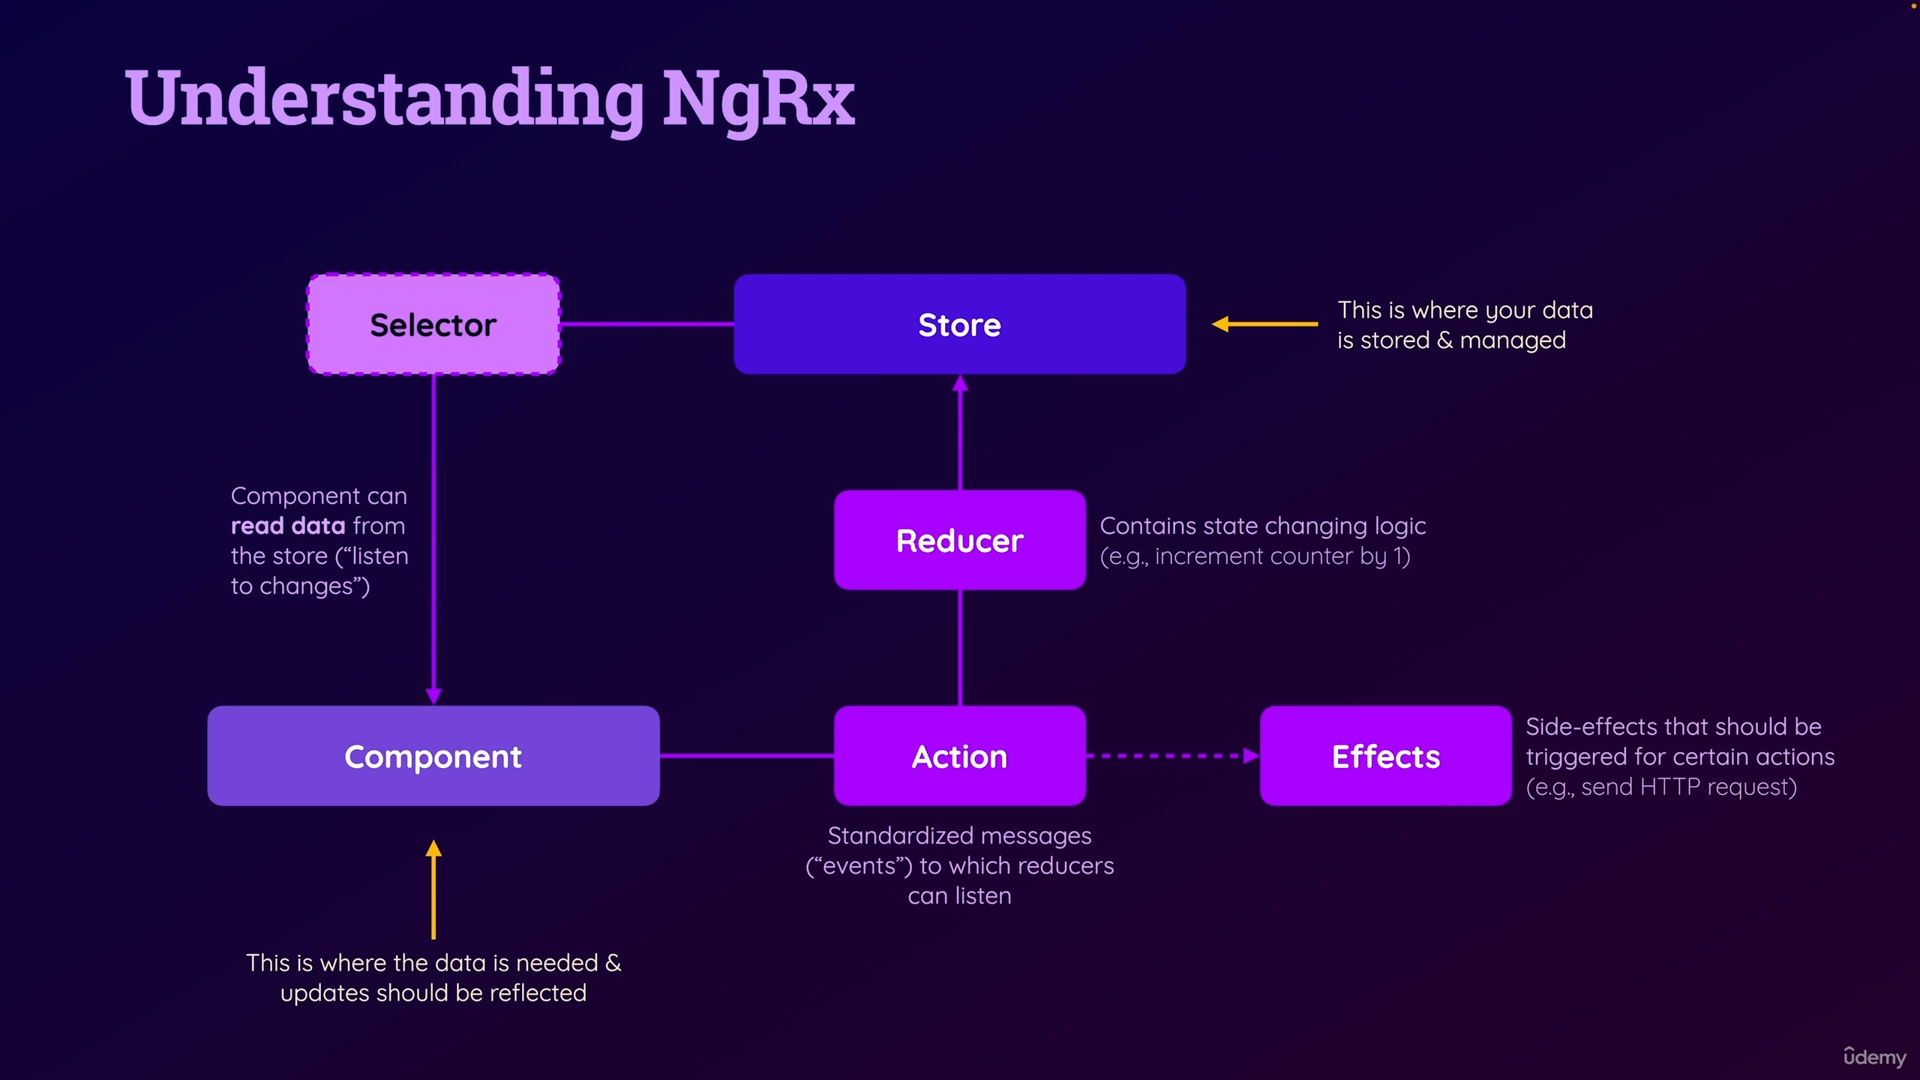 Understanding NgRx
Selector
Store
This is where your data
is stored & managed
Component can
read data from
the store (“listen
to changes”)
Reducer
Contains state changing logic
(e.g., increment counter by 1)
Component
Action
Effects
Side-effects that should be
triggered for certain actions
(e.g., send HTTP request)
Standardized messages
(“events”) to which reducers
can listen
This is where the data is needed &
updates should be reflected
ûdemy